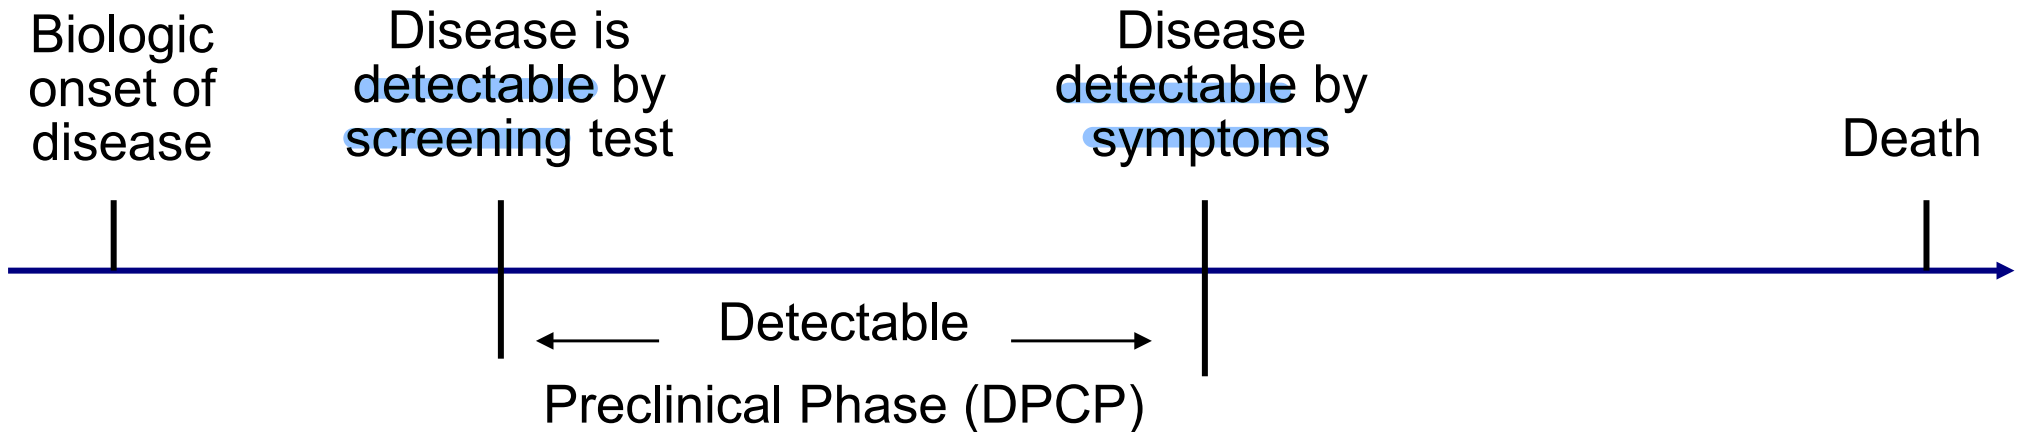 Biologic
onset of
disease
Disease is
detectable by
screening test
Disease
detectable by
symptoms
Death
Detectable
Preclinical Phase (DPCP)